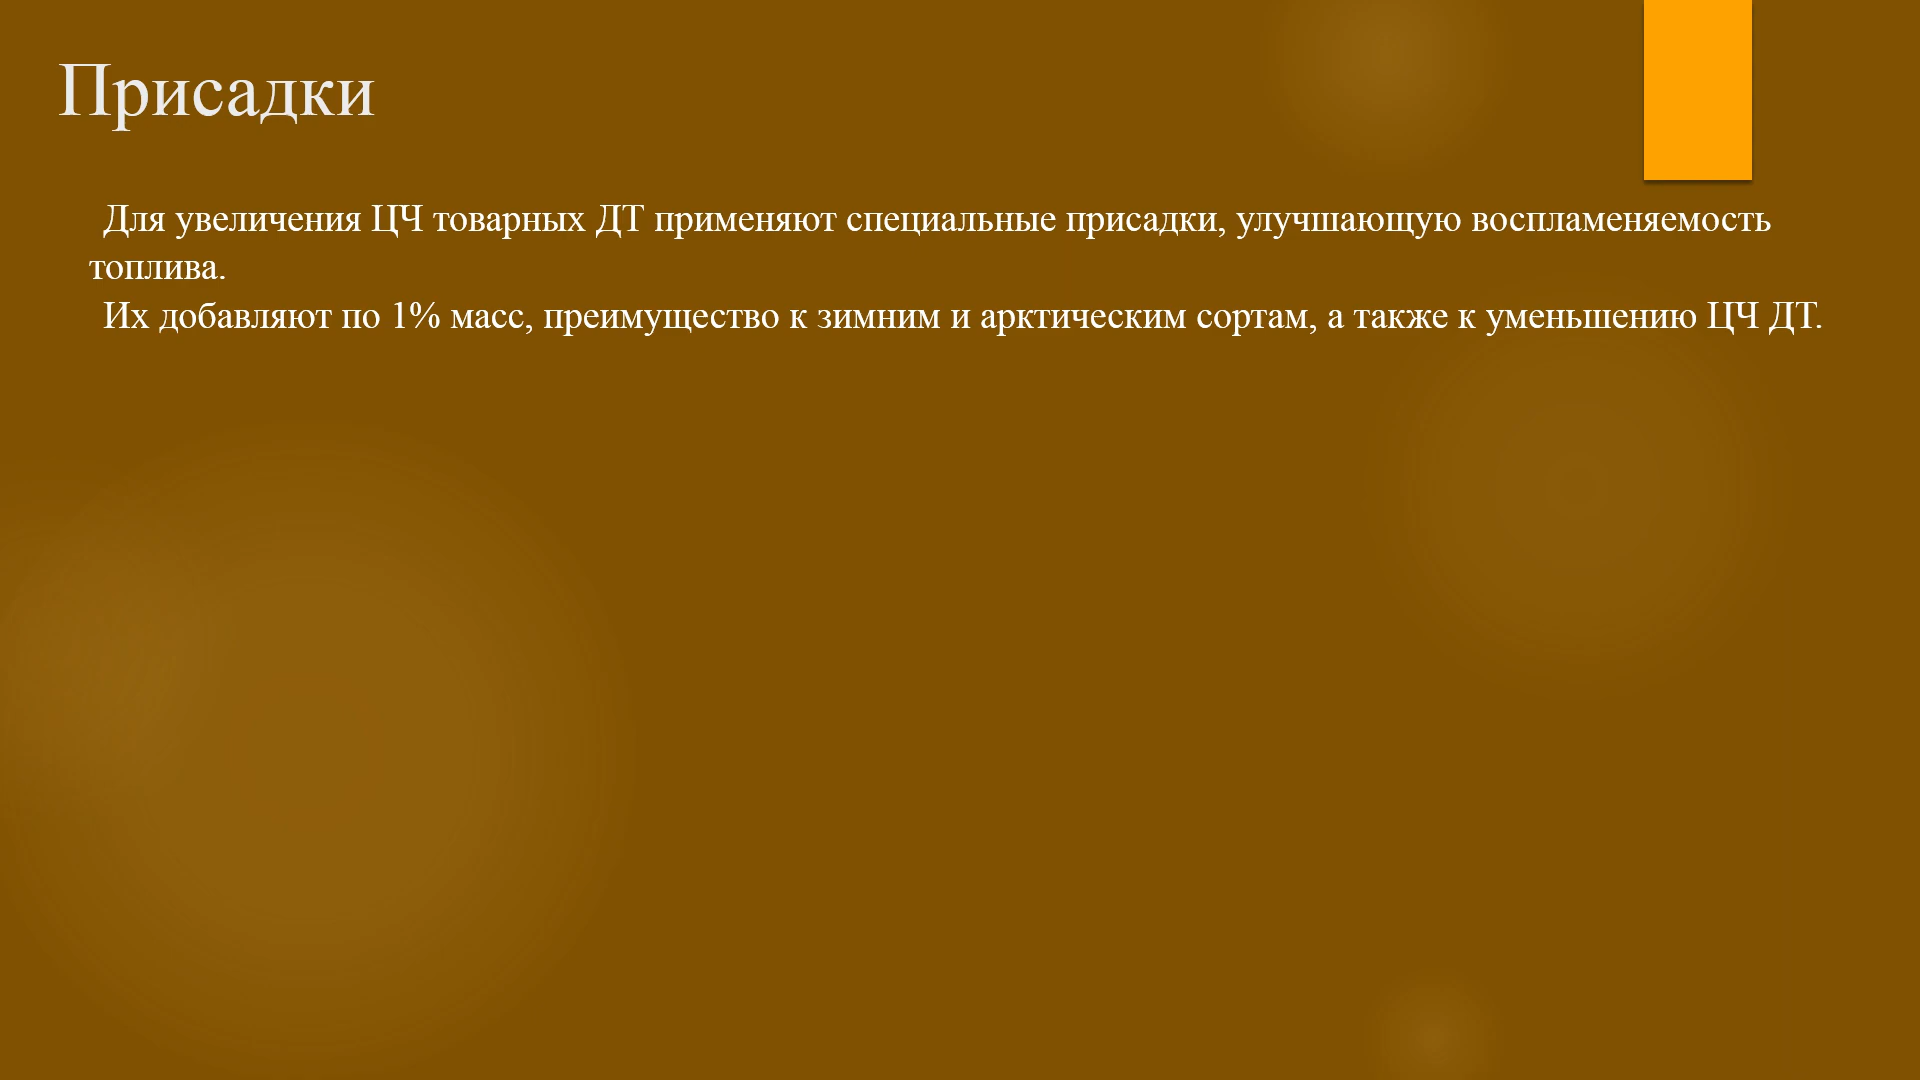 Присадки
Для увеличения ЦЧ товарных ДТ применяют специальные присадки, улучшающую воспламеняемость
топлива.
Их добавляют по 1% масс, преимущество к зимним и арктическим сортам, а также к уменьшению ЦЧ ДТ.